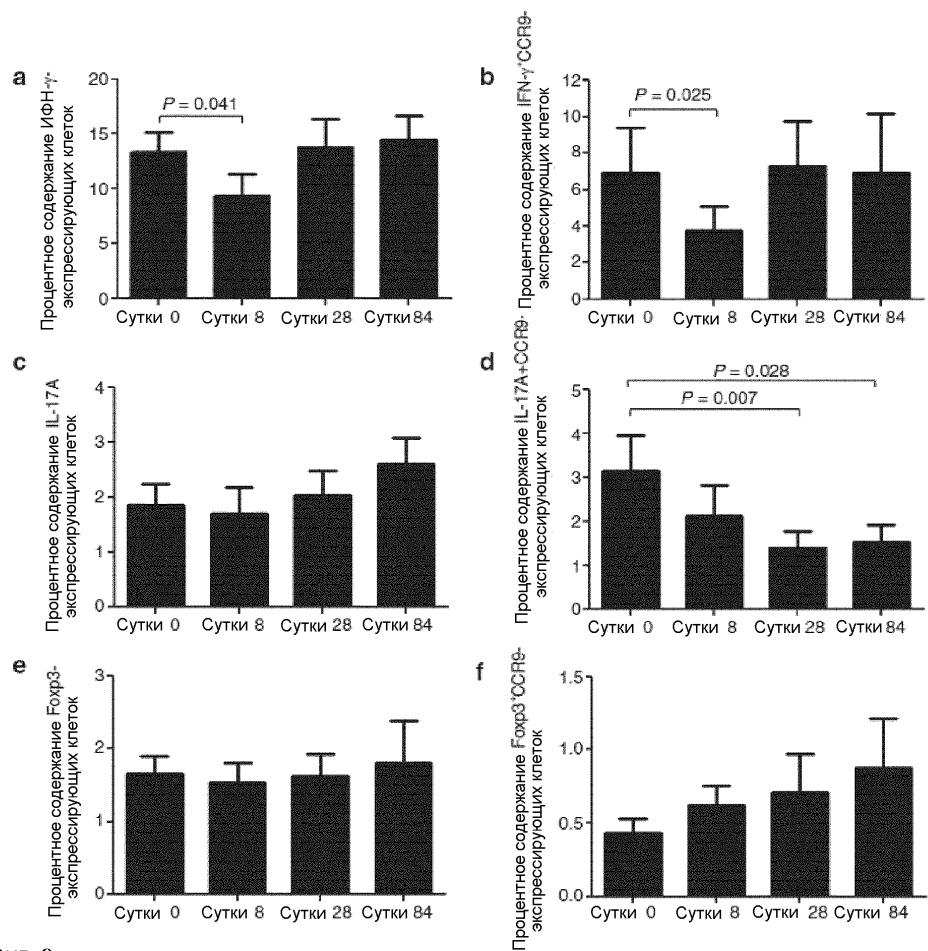 a
Процентное содержание ИФН-γ-
экспрессирующих клеток
20
15
10
5
0
P = 0.041
Сутки 0 Сутки 8 Сутки 28 Сутки 84
b
Процентное содержание IFN-γ⁺CCR9-
экспрессирующих клеток
12
10
8
6
4
2
0
P = 0.025
Сутки 0 Сутки 8 Сутки 28 Сутки 84
c
Процентное содержание IL-17A
экспрессирующих клеток
4
3
2
1
0
Сутки 0 Сутки 8 Сутки 28 Сутки 84
d
Процентное содержание IL-17A+CCR9-
экспрессирующих клеток
5
4
3
2
1
0
P = 0.028
P = 0.007
Сутки 0 Сутки 8 Сутки 28 Сутки 84
e
Процентное содержание Foxp3-
экспрессирующих клеток
3
2
1
0
Сутки 0 Сутки 8 Сутки 28 Сутки 84
f
Процентное содержание Foxp3⁺CCR9-
экспрессирующих клеток
1.5
1.0
0.5
0.0
Сутки 0 Сутки 8 Сутки 28 Сутки 84